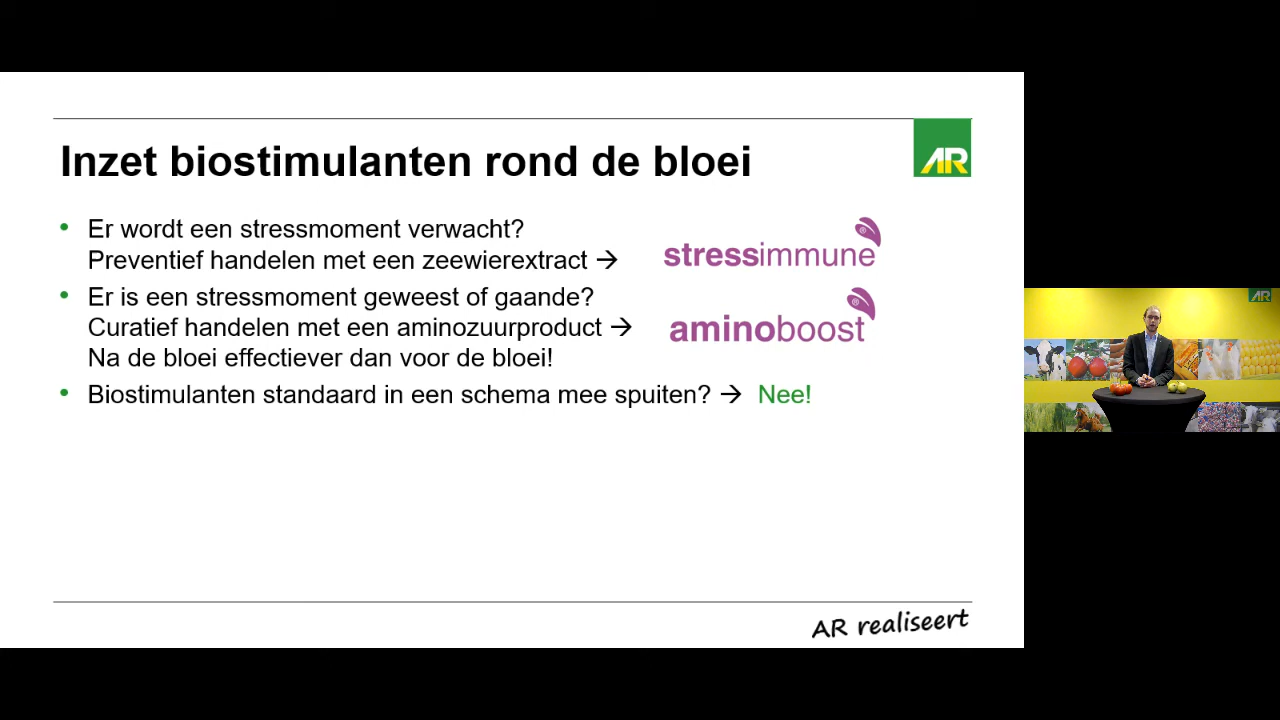 AR
Inzet biostimulanten rond de bloei
• Er wordt een stressmoment verwacht?
Preventief handelen met een zeewierextract →
stressimmune®
• Er is een stressmoment geweest of gaande?
Curatief handelen met een aminozuurproduct →
aminoboost®
Na de bloei effectiever dan voor de bloei!
• Biostimulanten standaard in een schema mee spuiten? → Nee!
AR realiseert
AR